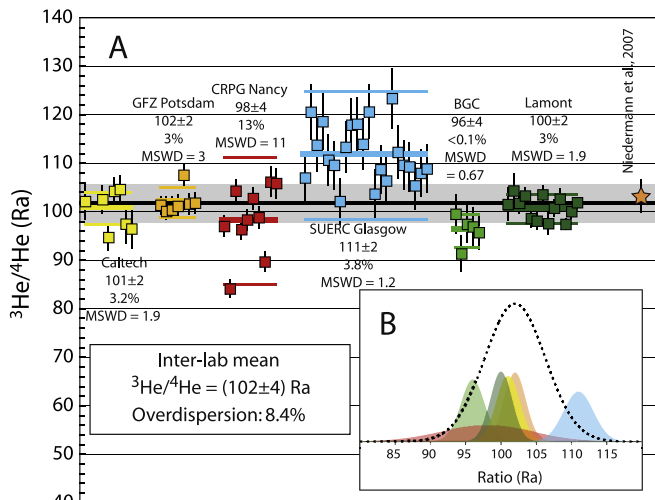 140
130
120
110
100
90
80
70
60
50
40
³He/⁴He (Ra)
A
GFZ Potsdam
102±2
3%
MSWD = 3
CRPG Nancy
98±4
13%
MSWD = 11
BGC
96±4
<0.1%
MSWD
= 0.67
Lamont
100±2
3%
MSWD = 1.9
Niedermann et al., 2007
Caltech
101±2
3.2%
MSWD = 1.9
SUERC Glasgow
111±2
3.8%
MSWD = 1.2
Inter-lab mean
³He/⁴He = (102±4) Ra
Overdispersion: 8.4%
B
85 90 95 100 105 110 115
Ratio (Ra)